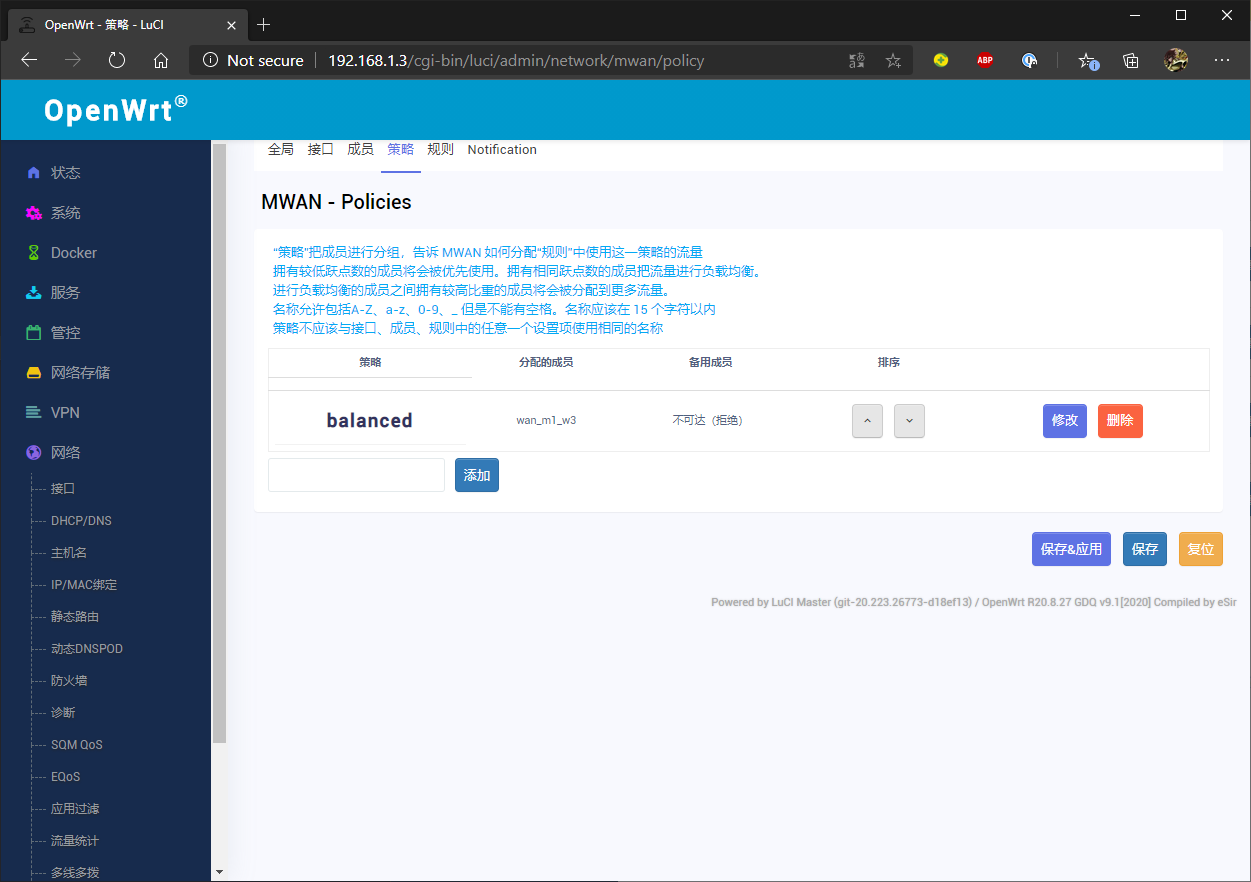 OpenWrt - 策略 - LuCI
Not secure
192.168.1.3/cgi-bin/luci/admin/network/mwan/policy
ABP
OpenWrt®
状态
系统
Docker
服务
管控
网络存储
VPN
网络
接口
DHCP/DNS
主机名
IP/MAC绑定
静态路由
动态DNSPOD
防火墙
诊断
SQM QoS
EQoS
应用过滤
流量统计
多线多拨
全局 接口 成员 策略 规则 Notification
MWAN - Policies
“策略”把成员进行分组，告诉 MWAN 如何分配“规则”中使用这一策略的流量
拥有较低跃点数的成员将会被优先使用。拥有相同跃点数的成员把流量进行负载均衡。
进行负载均衡的成员之间拥有较高比重的成员将会被分配到更多流量。
名称允许包括A-Z、a-z、0-9、_ 但是不能有空格。名称应该在 15 个字符以内
策略不应该与接口、成员、规则中的任意一个设置项使用相同的名称
策略 分配的成员 备用成员 排序
balanced wan_m1_w3 不可达（拒绝） 修改 删除
添加
保存&应用 保存 复位
Powered by LuCI Master (git-20.223.26773-d18ef13) / OpenWrt R20.8.27 GDQ v9.1[2020] Compiled by eSir